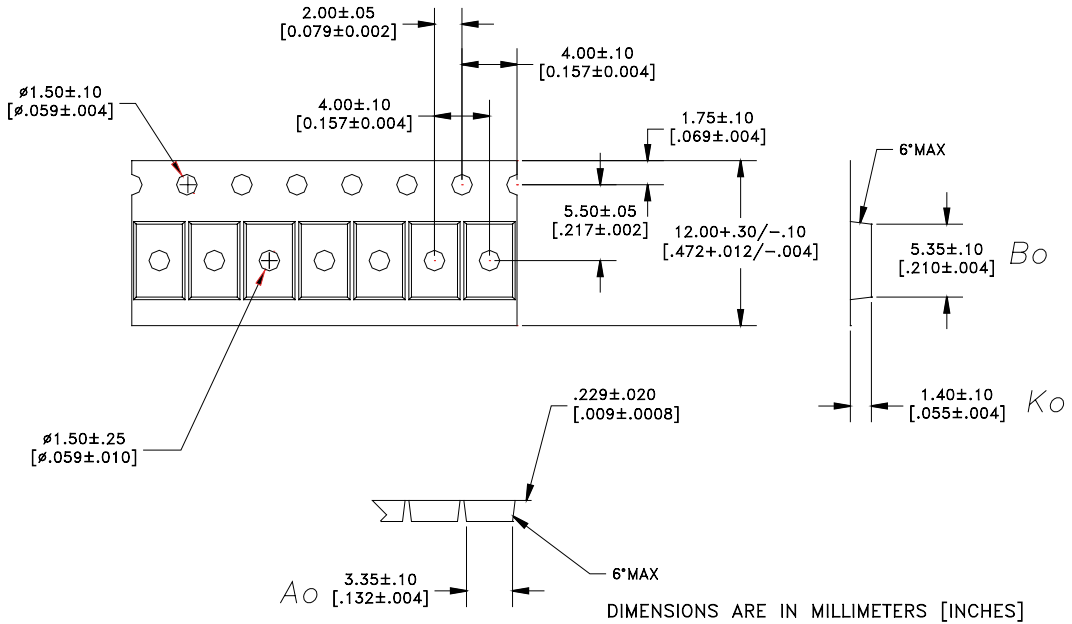 2.00±.05
[0.079±0.002]
4.00±.10
[0.157±0.004]
ø1.50±.10
[ø.059±.004]
4.00±.10
[0.157±0.004]
1.75±.10
[.069±.004]
6°MAX
5.50±.05
[.217±.002]
12.00+.30/-.10
[.472+.012/-.004]
5.35±.10
[.210±.004]
Bo
.229±.020
[.009±.0008]
1.40±.10
[.055±.004]
Ko
ø1.50±.25
[ø.059±.010]
6°MAX
Ao
3.35±.10
[.132±.004]
DIMENSIONS ARE IN MILLIMETERS [INCHES]